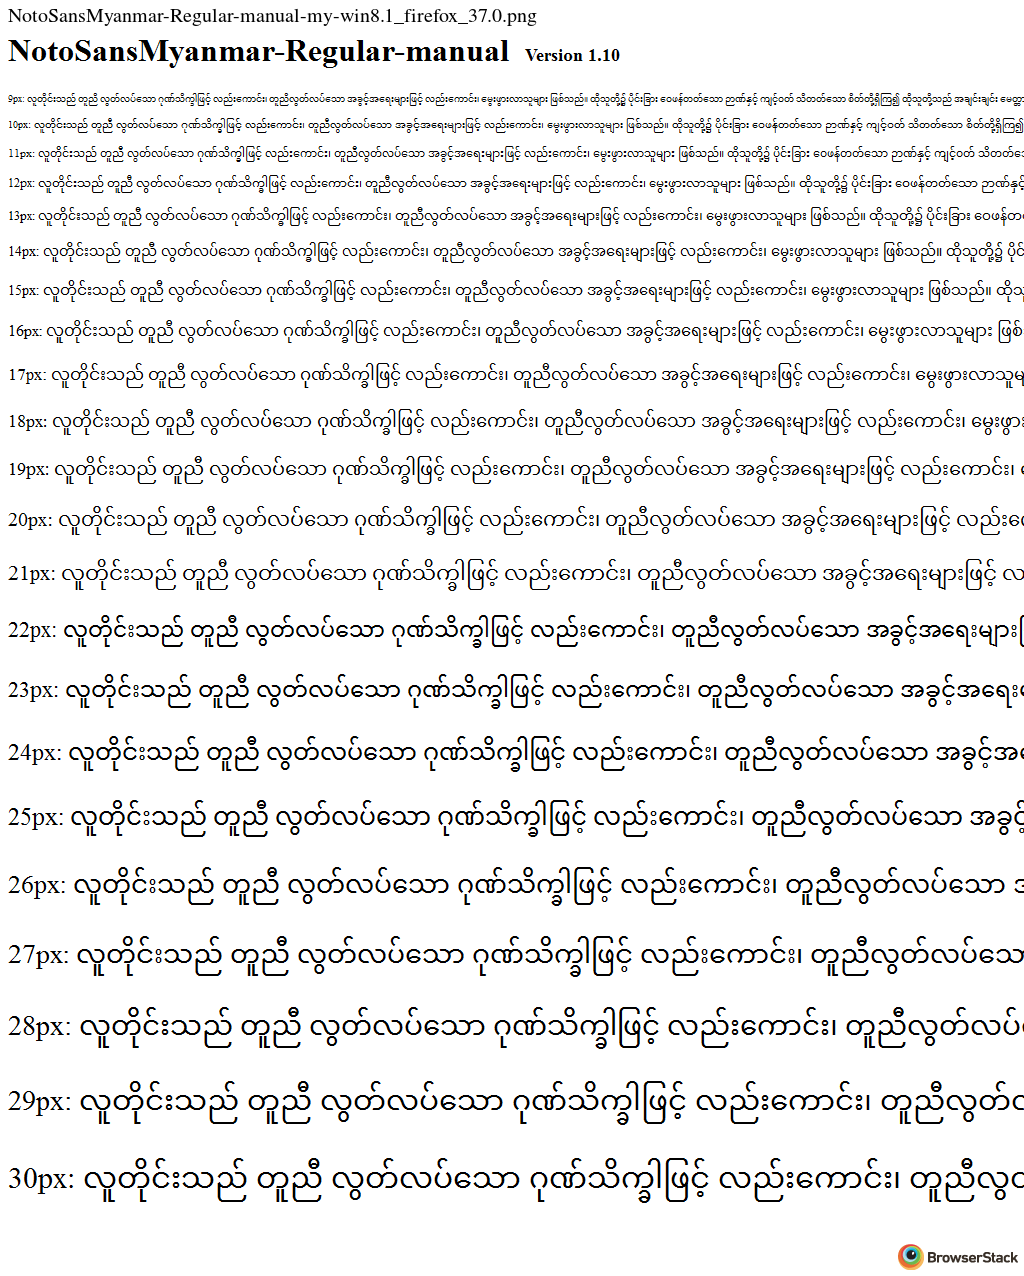 NotoSansMyanmar-Regular-manual-my-win8.1_firefox_37.0.png
NotoSansMyanmar-Regular-manual Version 1.10
9px: လူတိုင်းသည် တူညီ လွတ်လပ်သော ဂုဏ်သိက္ခါဖြင့် လည်းကောင်း၊ တူညီလွတ်လပ်သော အခွင့်အရေးများဖြင့် လည်းကောင်း၊ မွေးဖွားလာသူများ ဖြစ်သည်။ ထိုသူတို့၌ ပိုင်းခြား ဝေဖန်တတ်သော ဉာဏ်နှင့် ကျင့်ဝတ် သိတတ်သော စိတ်တို့ရှိကြ၍ ထိုသူတို့သည် အချင်းချင်း
10px: လူတိုင်းသည် တူညီ လွတ်လပ်သော ဂုဏ်သိက္ခါဖြင့် လည်းကောင်း၊ တူညီလွတ်လပ်သော အခွင့်အရေးများဖြင့် လည်းကောင်း၊ မွေးဖွားလာသူများ ဖြစ်သည်။ ထိုသူတို့၌ ပိုင်းခြား ဝေဖန်တတ်သော ဉာဏ်နှင့် ကျင့်ဝတ် သိတတ်သော စိတ်တို့ရှိကြ၍
11px: လူတိုင်းသည် တူညီ လွတ်လပ်သော ဂုဏ်သိက္ခါဖြင့် လည်းကောင်း၊ တူညီလွတ်လပ်သော အခွင့်အရေးများဖြင့် လည်းကောင်း၊ မွေးဖွားလာသူများ ဖြစ်သည်။ ထိုသူတို့၌ ပိုင်းခြား ဝေဖန်တတ်သော ဉာဏ်နှင့် ကျင့်ဝတ်
12px: လူတိုင်းသည် တူညီ လွတ်လပ်သော ဂုဏ်သိက္ခါဖြင့် လည်းကောင်း၊ တူညီလွတ်လပ်သော အခွင့်အရေးများဖြင့် လည်းကောင်း၊ မွေးဖွားလာသူများ ဖြစ်သည်။ ထိုသူတို့၌ ပိုင်းခြား ဝေဖန်တတ်သော ဉာဏ်နှင့်
13px: လူတိုင်းသည် တူညီ လွတ်လပ်သော ဂုဏ်သိက္ခါဖြင့် လည်းကောင်း၊ တူညီလွတ်လပ်သော အခွင့်အရေးများဖြင့် လည်းကောင်း၊ မွေးဖွားလာသူများ ဖြစ်သည်။ ထိုသူတို့၌ ပိုင်းခြား
14px: လူတိုင်းသည် တူညီ လွတ်လပ်သော ဂုဏ်သိက္ခါဖြင့် လည်းကောင်း၊ တူညီလွတ်လပ်သော အခွင့်အရေးများဖြင့် လည်းကောင်း၊ မွေးဖွားလာသူများ ဖြစ်သည်။ ထိုသူတို့၌ ပိုင်
15px: လူတိုင်းသည် တူညီ လွတ်လပ်သော ဂုဏ်သိက္ခါဖြင့် လည်းကောင်း၊ တူညီလွတ်လပ်သော အခွင့်အရေးများဖြင့် လည်းကောင်း၊ မွေးဖွားလာသူများ ဖြစ်သည်။ ထိုသူ
16px: လူတိုင်းသည် တူညီ လွတ်လပ်သော ဂုဏ်သိက္ခါဖြင့် လည်းကောင်း၊ တူညီလွတ်လပ်သော အခွင့်အရေးများဖြင့် လည်းကောင်း၊ မွေးဖွားလာသူများ ဖြစ်
17px: လူတိုင်းသည် တူညီ လွတ်လပ်သော ဂုဏ်သိက္ခါဖြင့် လည်းကောင်း၊ တူညီလွတ်လပ်သော အခွင့်အရေးများဖြင့် လည်းကောင်း၊ မွေးဖွားလာသူမ
18px: လူတိုင်းသည် တူညီ လွတ်လပ်သော ဂုဏ်သိက္ခါဖြင့် လည်းကောင်း၊ တူညီလွတ်လပ်သော အခွင့်အရေးများဖြင့် လည်းကောင်း၊ မွေးဖွား
19px: လူတိုင်းသည် တူညီ လွတ်လပ်သော ဂုဏ်သိက္ခါဖြင့် လည်းကောင်း၊ တူညီလွတ်လပ်သော အခွင့်အရေးများဖြင့် လည်းကောင်း၊
20px: လူတိုင်းသည် တူညီ လွတ်လပ်သော ဂုဏ်သိက္ခါဖြင့် လည်းကောင်း၊ တူညီလွတ်လပ်သော အခွင့်အရေးများဖြင့် လည်း
21px: လူတိုင်းသည် တူညီ လွတ်လပ်သော ဂုဏ်သိက္ခါဖြင့် လည်းကောင်း၊ တူညီလွတ်လပ်သော အခွင့်အရေးများဖြင့် လ
22px: လူတိုင်းသည် တူညီ လွတ်လပ်သော ဂုဏ်သိက္ခါဖြင့် လည်းကောင်း၊ တူညီလွတ်လပ်သော အခွင့်အရေးများ
23px: လူတိုင်းသည် တူညီ လွတ်လပ်သော ဂုဏ်သိက္ခါဖြင့် လည်းကောင်း၊ တူညီလွတ်လပ်သော အခွင့်အရေး
24px: လူတိုင်းသည် တူညီ လွတ်လပ်သော ဂုဏ်သိက္ခါဖြင့် လည်းကောင်း၊ တူညီလွတ်လပ်သော အခွင့်အ
25px: လူတိုင်းသည် တူညီ လွတ်လပ်သော ဂုဏ်သိက္ခါဖြင့် လည်းကောင်း၊ တူညီလွတ်လပ်သော အခွင့်
26px: လူတိုင်းသည် တူညီ လွတ်လပ်သော ဂုဏ်သိက္ခါဖြင့် လည်းကောင်း၊ တူညီလွတ်လပ်သော
27px: လူတိုင်းသည် တူညီ လွတ်လပ်သော ဂုဏ်သိက္ခါဖြင့် လည်းကောင်း၊ တူညီလွတ်လပ်သော
28px: လူတိုင်းသည် တူညီ လွတ်လပ်သော ဂုဏ်သိက္ခါဖြင့် လည်းကောင်း၊ တူညီလွတ်လပ်
29px: လူတိုင်းသည် တူညီ လွတ်လပ်သော ဂုဏ်သိက္ခါဖြင့် လည်းကောင်း၊ တူညီလွတ်လ
30px: လူတိုင်းသည် တူညီ လွတ်လပ်သော ဂုဏ်သိက္ခါဖြင့် လည်းကောင်း၊ တူညီလွတ
BrowserStack